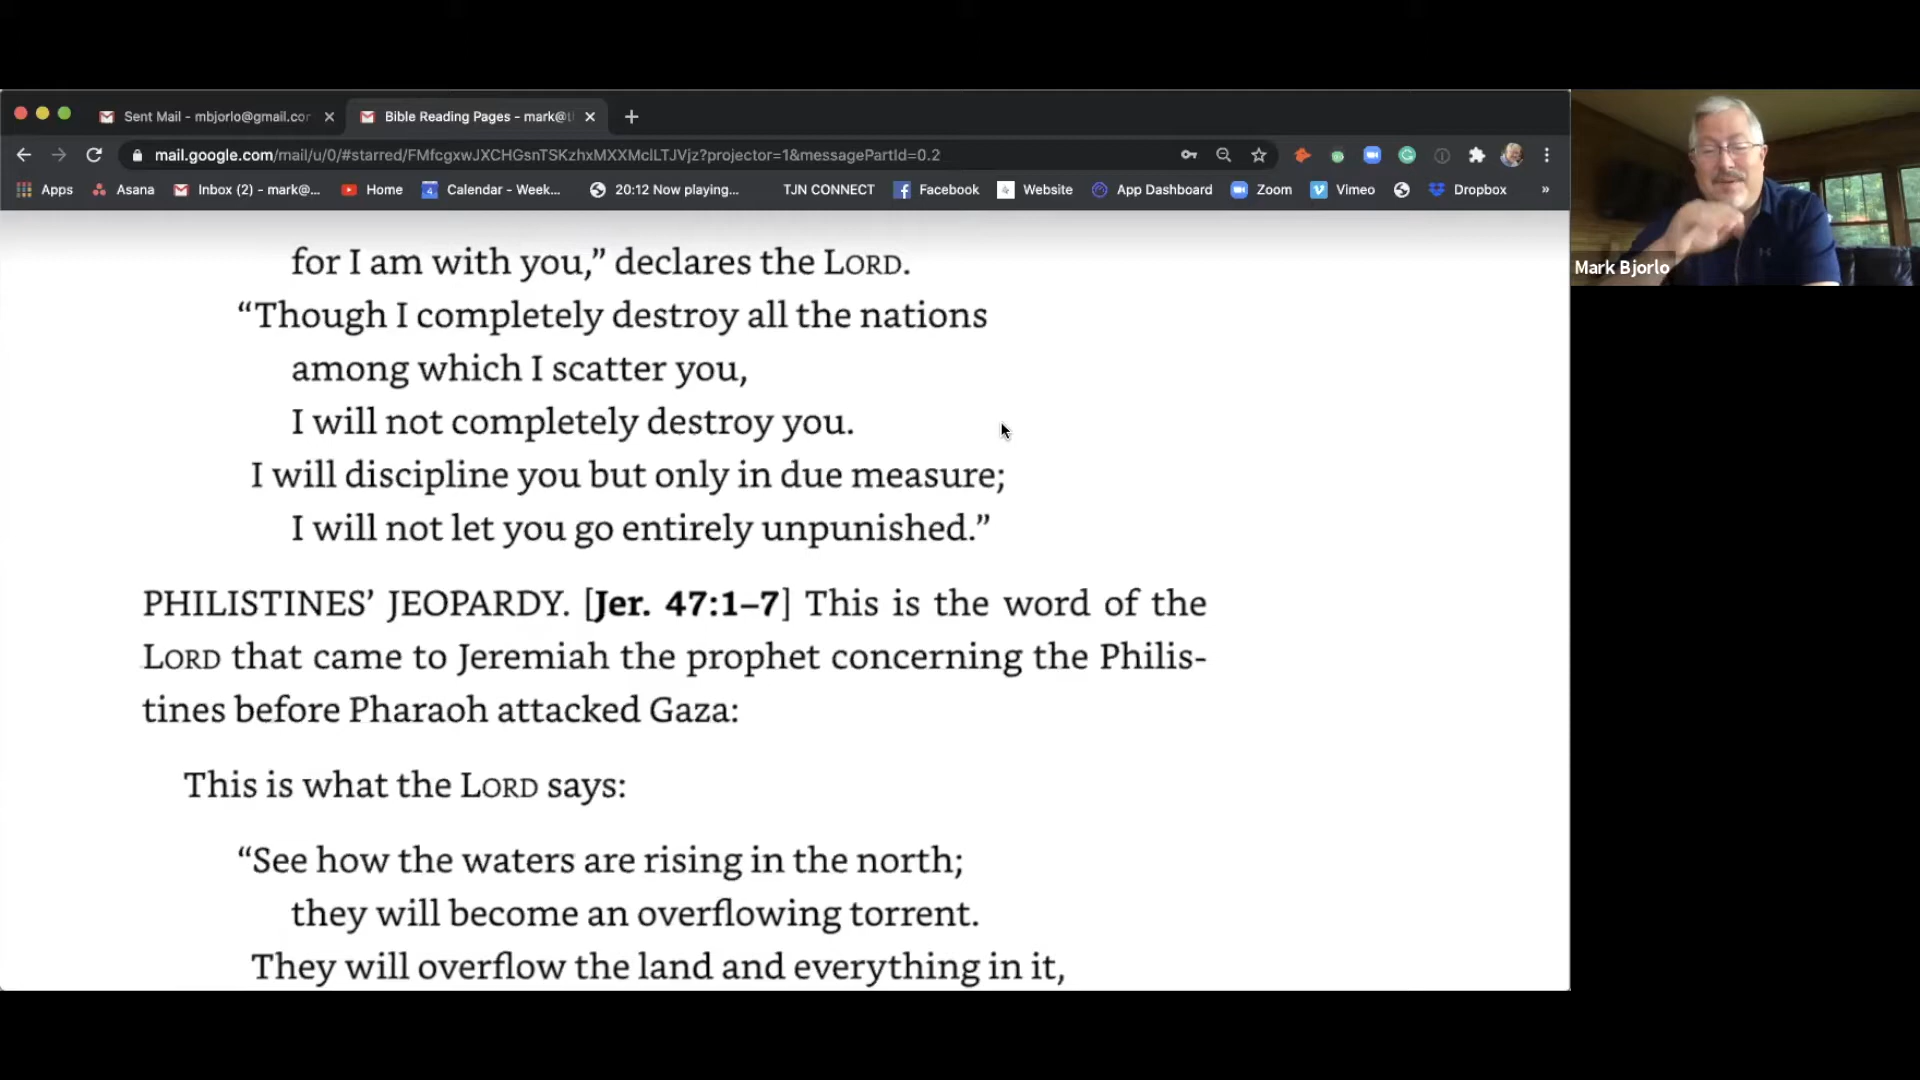 Sent Mail - mbjorlo@gmail.cor
Bible Reading Pages - mark@t
mail.google.com/mail/u/0/#starred/FMfcgxwJXCHGsnTSKzhxMXXMclLTJVjz?projector=1&messagePartId=0.2
Apps Asana Inbox (2) - mark@... Home Calendar - Week... 20:12 Now playing... TJN CONNECT Facebook Website App Dashboard Zoom Vimeo Dropbox »
for I am with you,” declares the LORD.
“Though I completely destroy all the nations
among which I scatter you,
I will not completely destroy you.
I will discipline you but only in due measure;
I will not let you go entirely unpunished.”
PHILISTINES’ JEOPARDY. [Jer. 47:1–7] This is the word of the
LORD that came to Jeremiah the prophet concerning the Philis-
tines before Pharaoh attacked Gaza:
This is what the LORD says:
“See how the waters are rising in the north;
they will become an overflowing torrent.
They will overflow the land and everything in it,
Mark Bjorlo